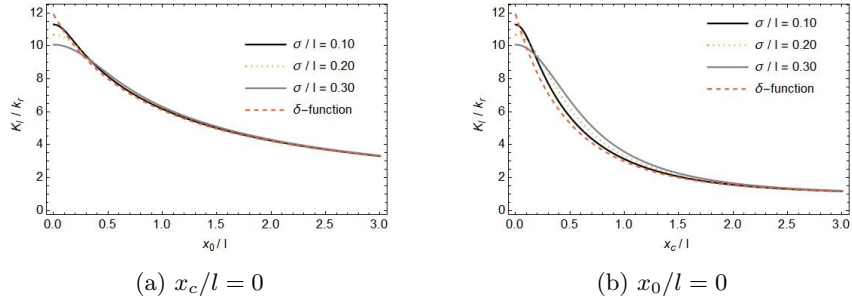 12
10
8
6
4
2
0
K_l / k_r
σ / l = 0.10
σ / l = 0.20
σ / l = 0.30
δ-function
0.0 0.5 1.0 1.5 2.0 2.5 3.0
x_0 / l
(a) x_c/l = 0
12
10
8
6
4
2
0
K_l / k_r
σ / l = 0.10
σ / l = 0.20
σ / l = 0.30
δ-function
0.0 0.5 1.0 1.5 2.0 2.5 3.0
x_c / l
(b) x_0/l = 0